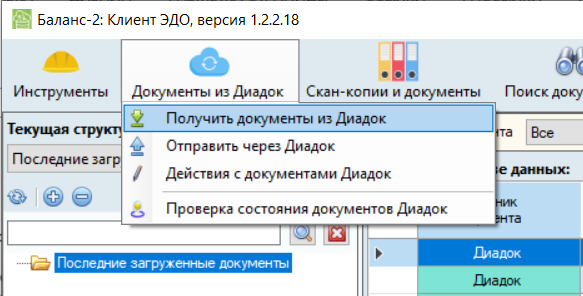 Баланс-2: Клиент ЭДО, версия 1.2.2.18
Инструменты
Документы из Диадок
Скан-копии и документы
Поиск доку
Текущая структу
Получить документы из Диадок
Отправить через Диадок
Действия с документами Диадок
Проверка состояния документов Диадок
Последние загру
нта
Все
ве данных:
ник
ента
Последние загруженные документы
Диадок
Диадок